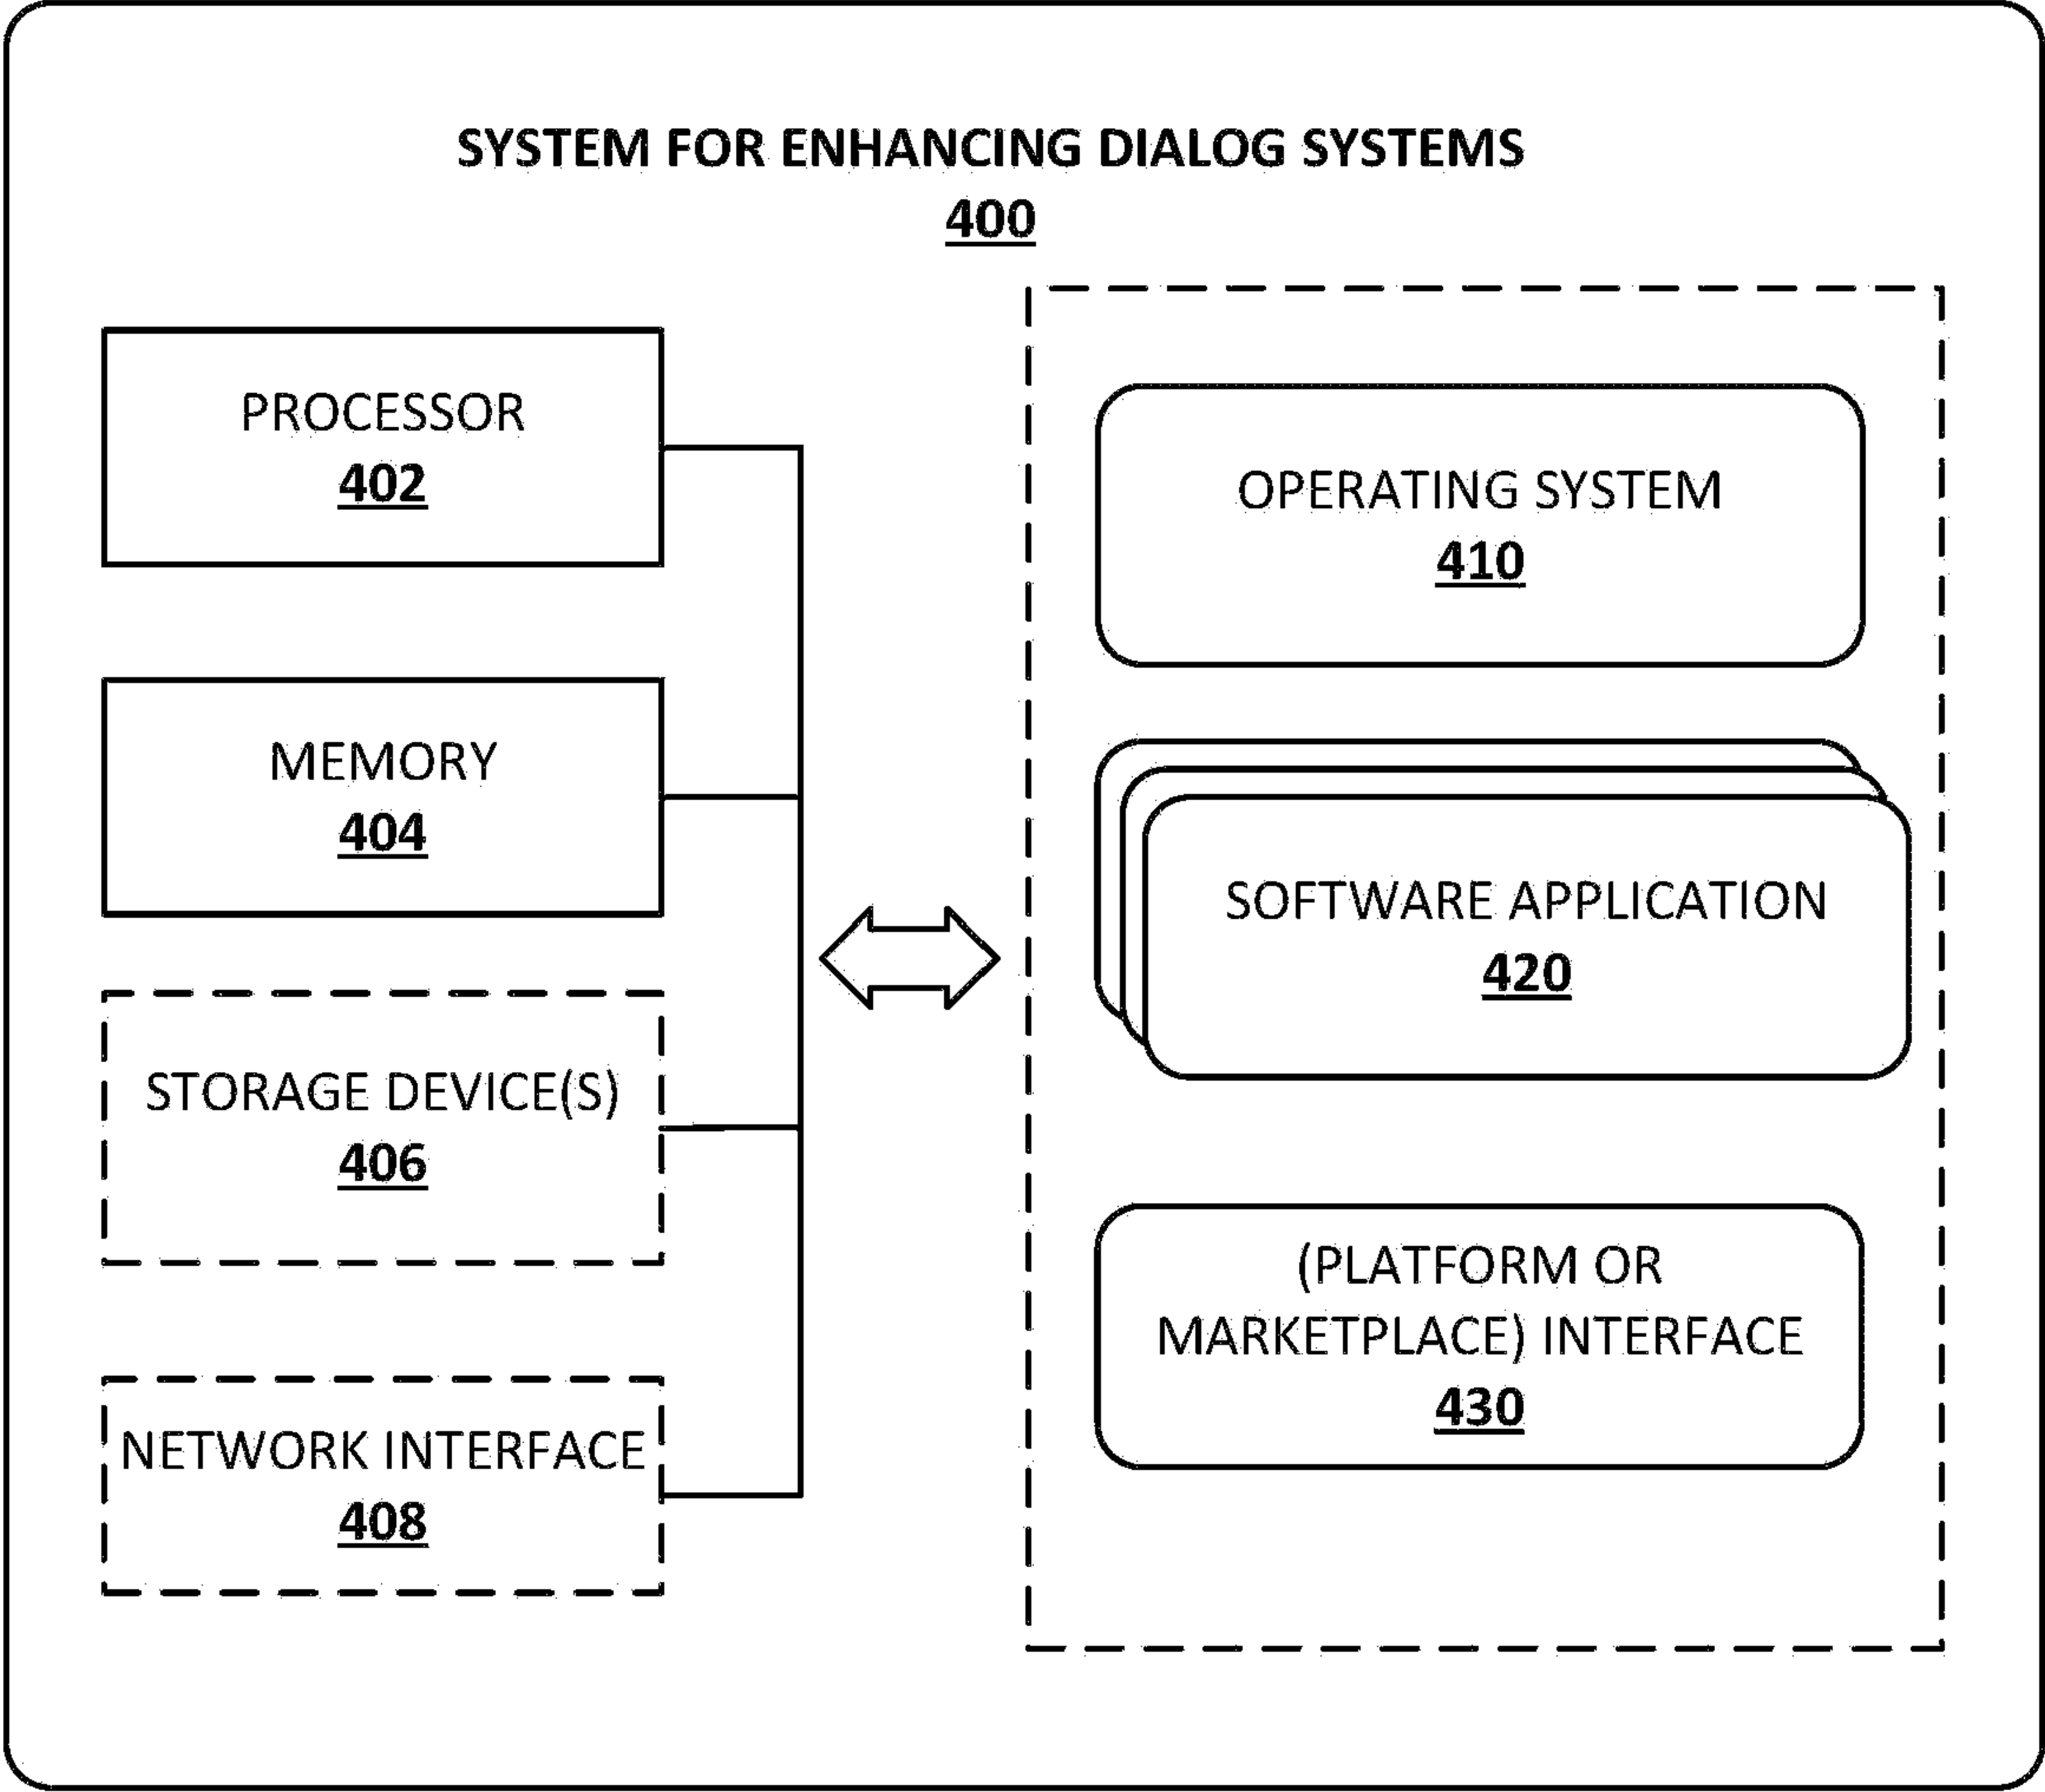 SYSTEM FOR ENHANCING DIALOG SYSTEMS
400
PROCESSOR
402
MEMORY
404
STORAGE DEVICE(S)
406
NETWORK INTERFACE
408
OPERATING SYSTEM
410
SOFTWARE APPLICATION
420
(PLATFORM OR
MARKETPLACE) INTERFACE
430